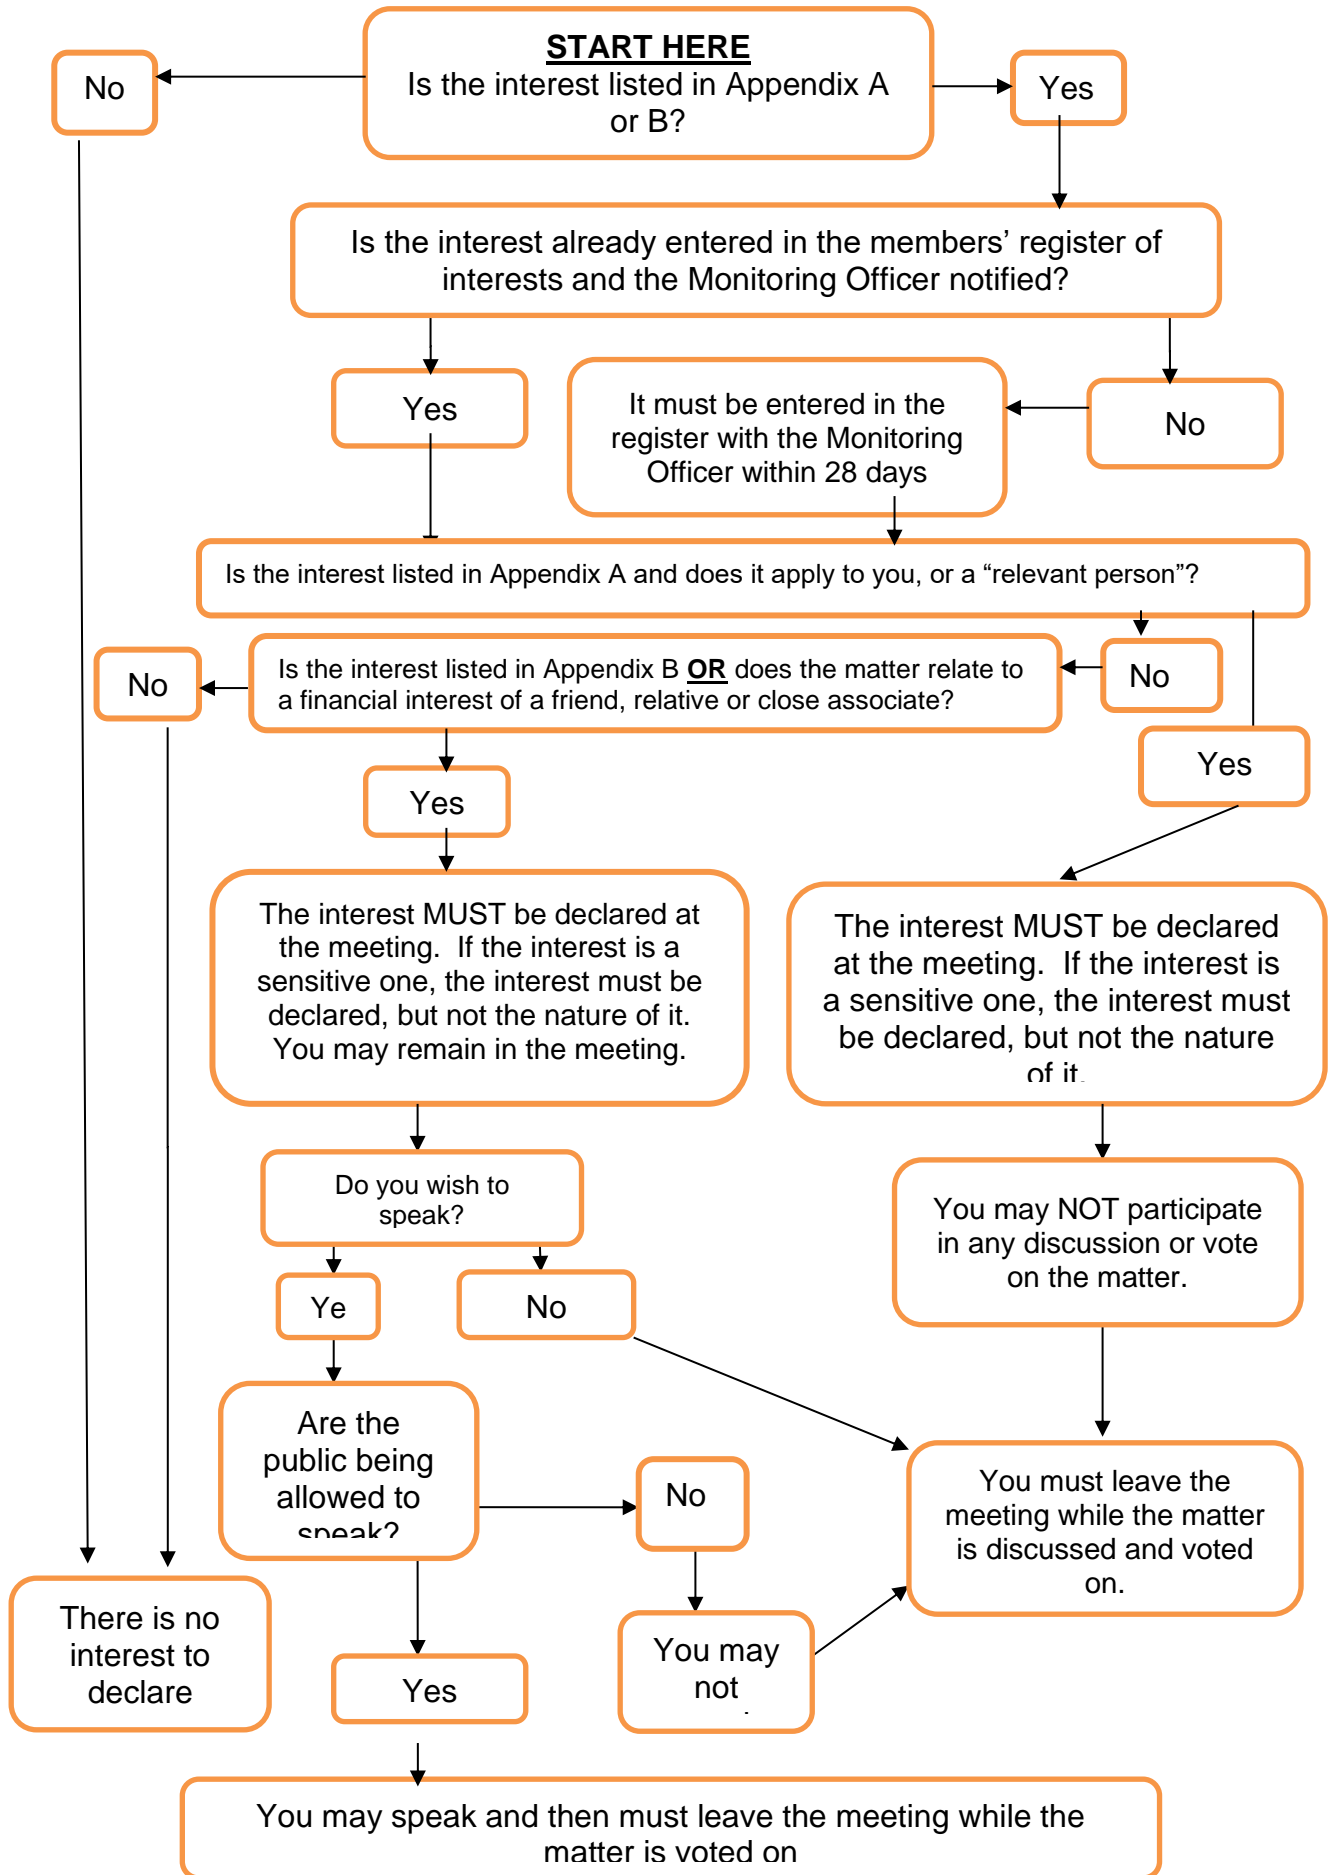 START HERE
Is the interest listed in Appendix A
or B?
No
Yes
Is the interest already entered in the members’ register of
interests and the Monitoring Officer notified?
Yes
It must be entered in the
register with the Monitoring
Officer within 28 days
No
Is the interest listed in Appendix A and does it apply to you, or a “relevant person”?
No
Is the interest listed in Appendix B OR does the matter relate to
a financial interest of a friend, relative or close associate?
No
Yes
Yes
The interest MUST be declared at
the meeting. If the interest is a
sensitive one, the interest must be
declared, but not the nature of it.
You may remain in the meeting.
The interest MUST be declared
at the meeting. If the interest is
a sensitive one, the interest must
be declared, but not the nature
of it.
Do you wish to
speak?
You may NOT participate
in any discussion or vote
on the matter.
Ye
No
Are the
public being
allowed to
speak?
No
You must leave the
meeting while the matter
is discussed and voted
on.
There is no
interest to
declare
Yes
You may
not
You may speak and then must leave the meeting while the
matter is voted on